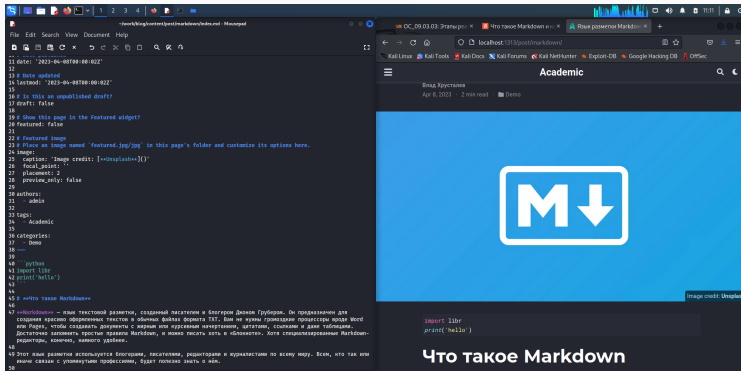 1 2 3 4
11:11
~/work/blog/content/post/markdown/index.md - Mousepad
File Edit Search View Document Help
11 date: '2023-04-08T00:00:02Z'
12
13 # Date updated
14 lastmod: '2023-04-08T00:00:02Z'
15
16 # Is this an unpublished draft?
17 draft: false
18
19 # Show this page in the Featured widget?
20 featured: false
21
22 # Featured image
23 # Place an image named `featured.jpg/jpg` in this page's folder and customize its options here.
24 image:
25   caption: 'Image credit: [**Unsplash**]()'
26   focal_point: ''
27   placement: 2
28   preview_only: false
29
30 authors:
31   - admin
32
33 tags:
34   - Academic
35
36 categories:
37   - Demo
38 ---
39
40 ```python
41 import libr
42 print('hello')
43 ```
44
45 # **Что такое Markdown**
46
47 **Markdown** — язык текстовой разметки, созданный писателем и блогером Джоном Грубером. Он предназначен для
создания красиво оформленных текстов в обычных файлах формата TXT. Вам не нужны громоздкие процессоры вроде Word
или Pages, чтобы создавать документы с жирным или курсивным начертанием, цитатами, ссылками и даже таблицами.
Достаточно запомнить простые правила Markdown, и можно писать хоть в «Блокноте». Хотя специализированные Markdown-
редакторы, конечно, намного удобнее.
48
49 Этот язык разметки используется блогерами, писателями, редакторами и журналистами по всему миру. Всем, кто так или
иначе связан с упомянутыми профессиями, будет полезно знать о нём.
50
ОС_09.03.03: Этапы реа
Что такое Markdown и ко
Язык разметки Markdow
localhost:1313/post/markdown/
Kali Linux Kali Tools Kali Docs Kali Forums Kali NetHunter Exploit-DB Google Hacking DB OffSec
Academic
Влад Хрусталев
Apr 8, 2023 · 2 min read · Demo
M
Image credit: Unspla
import libr
print('hello')
Что такое Markdown